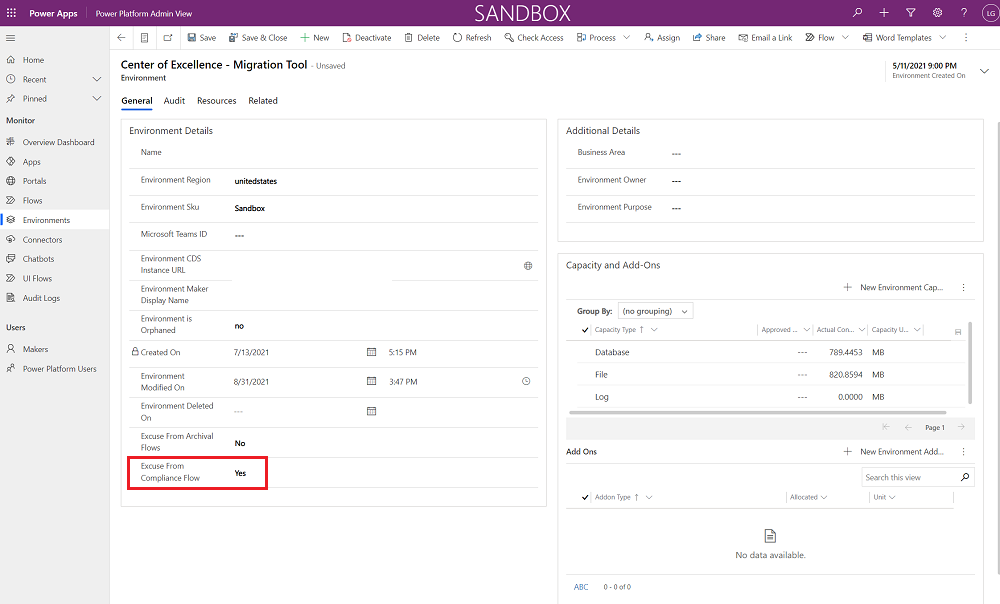 Power Apps
Power Platform Admin View
SANDBOX
LG
Save
Save & Close
New
Deactivate
Delete
Refresh
Check Access
Process
Assign
Share
Email a Link
Flow
Word Templates
Home
Recent
Pinned
Monitor
Overview Dashboard
Apps
Portals
Flows
Environments
Connectors
Chatbots
UI Flows
Audit Logs
Users
Makers
Power Platform Users
Center of Excellence - Migration Tool - Unsaved
Environment
5/11/2021 9:00 PM
Environment Created On
General
Audit
Resources
Related
Environment Details
Name
Environment Region
unitedstates
Environment Sku
Sandbox
Microsoft Teams ID
---
Environment CDS
Instance URL
Environment Maker
Display Name
Environment is
Orphaned
no
Created On
7/13/2021
5:15 PM
Environment
Modified On
8/31/2021
3:47 PM
Environment Deleted
On
---
Excuse From Archival
Flows
No
Excuse From
Compliance Flow
Yes
Additional Details
Business Area
---
Environment Owner
---
Environment Purpose
---
Capacity and Add-Ons
New Environment Cap...
Group By:
(no grouping)
Capacity Type
Approved ...
Actual Con...
Capacity U...
Database
---
789.4453
MB
File
---
820.8594
MB
Log
---
0.0000
MB
Page 1
Add Ons
New Environment Add...
Search this view
Addon Type
Allocated
Unit
No data available.
ABC
0 - 0 of 0